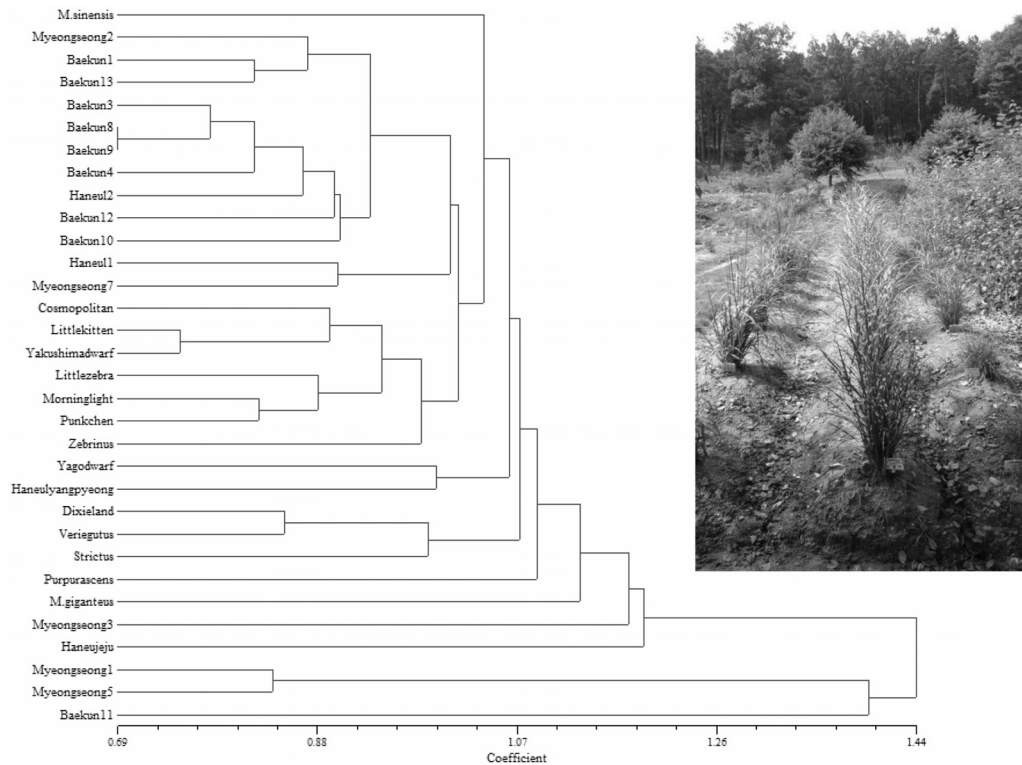 M.sinensis
Myeongseong2
Baekun1
Baekun13
Baekun3
Baekun8
Baekun9
Baekun4
Haneul2
Baekun12
Baekun10
Haneul1
Myeongseong7
Cosmopolitan
Littlekitten
Yakushimadwarf
Littlezebra
Morninglight
Punkchen
Zebrinus
Yagodwarf
Haneulyangpyeong
Dixieland
Veriegutus
Strictus
Purpurascens
M.giganteus
Myeongseong3
Haneujeju
Myeongseong1
Myeongseong5
Baekun11
0.69 0.88 1.07 1.26 1.44
Coefficient